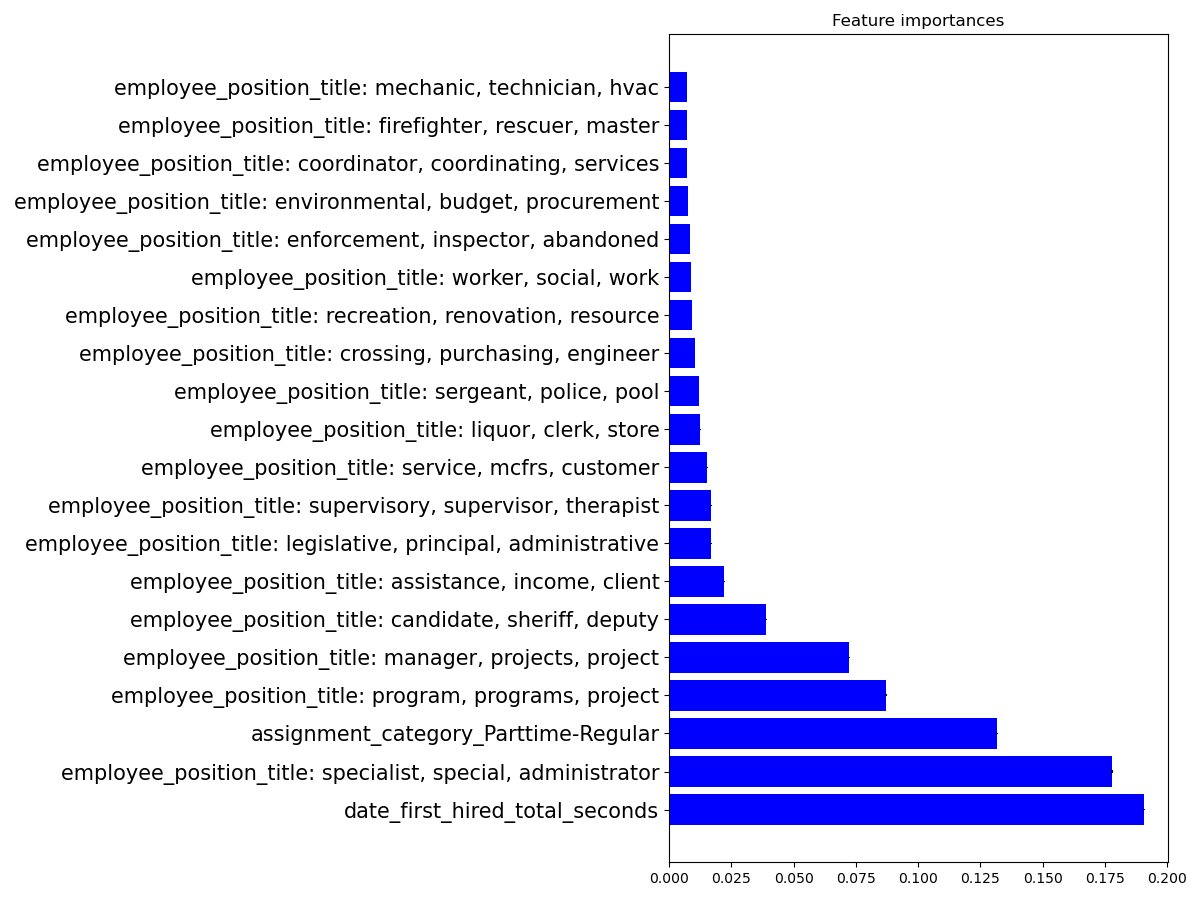 Feature importances
employee_position_title: mechanic, technician, hvac
employee_position_title: firefighter, rescuer, master
employee_position_title: coordinator, coordinating, services
employee_position_title: environmental, budget, procurement
employee_position_title: enforcement, inspector, abandoned
employee_position_title: worker, social, work
employee_position_title: recreation, renovation, resource
employee_position_title: crossing, purchasing, engineer
employee_position_title: sergeant, police, pool
employee_position_title: liquor, clerk, store
employee_position_title: service, mcfrs, customer
employee_position_title: supervisory, supervisor, therapist
employee_position_title: legislative, principal, administrative
employee_position_title: assistance, income, client
employee_position_title: candidate, sheriff, deputy
employee_position_title: manager, projects, project
employee_position_title: program, programs, project
assignment_category_Parttime-Regular
employee_position_title: specialist, special, administrator
date_first_hired_total_seconds
0.000 0.025 0.050 0.075 0.100 0.125 0.150 0.175 0.200